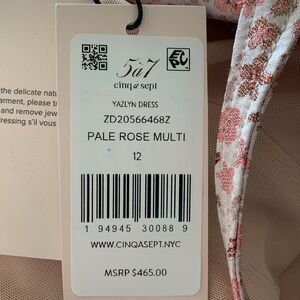 the delicate natu
arment, please t
and remove jew
ressing s'il vous
5à7
cinq à sept
YAZLYN DRESS
ZD20566468Z
PALE ROSE MULTI
12
1 94945 30088 9
WWW.CINQASEPT.NYC
MSRP $465.00